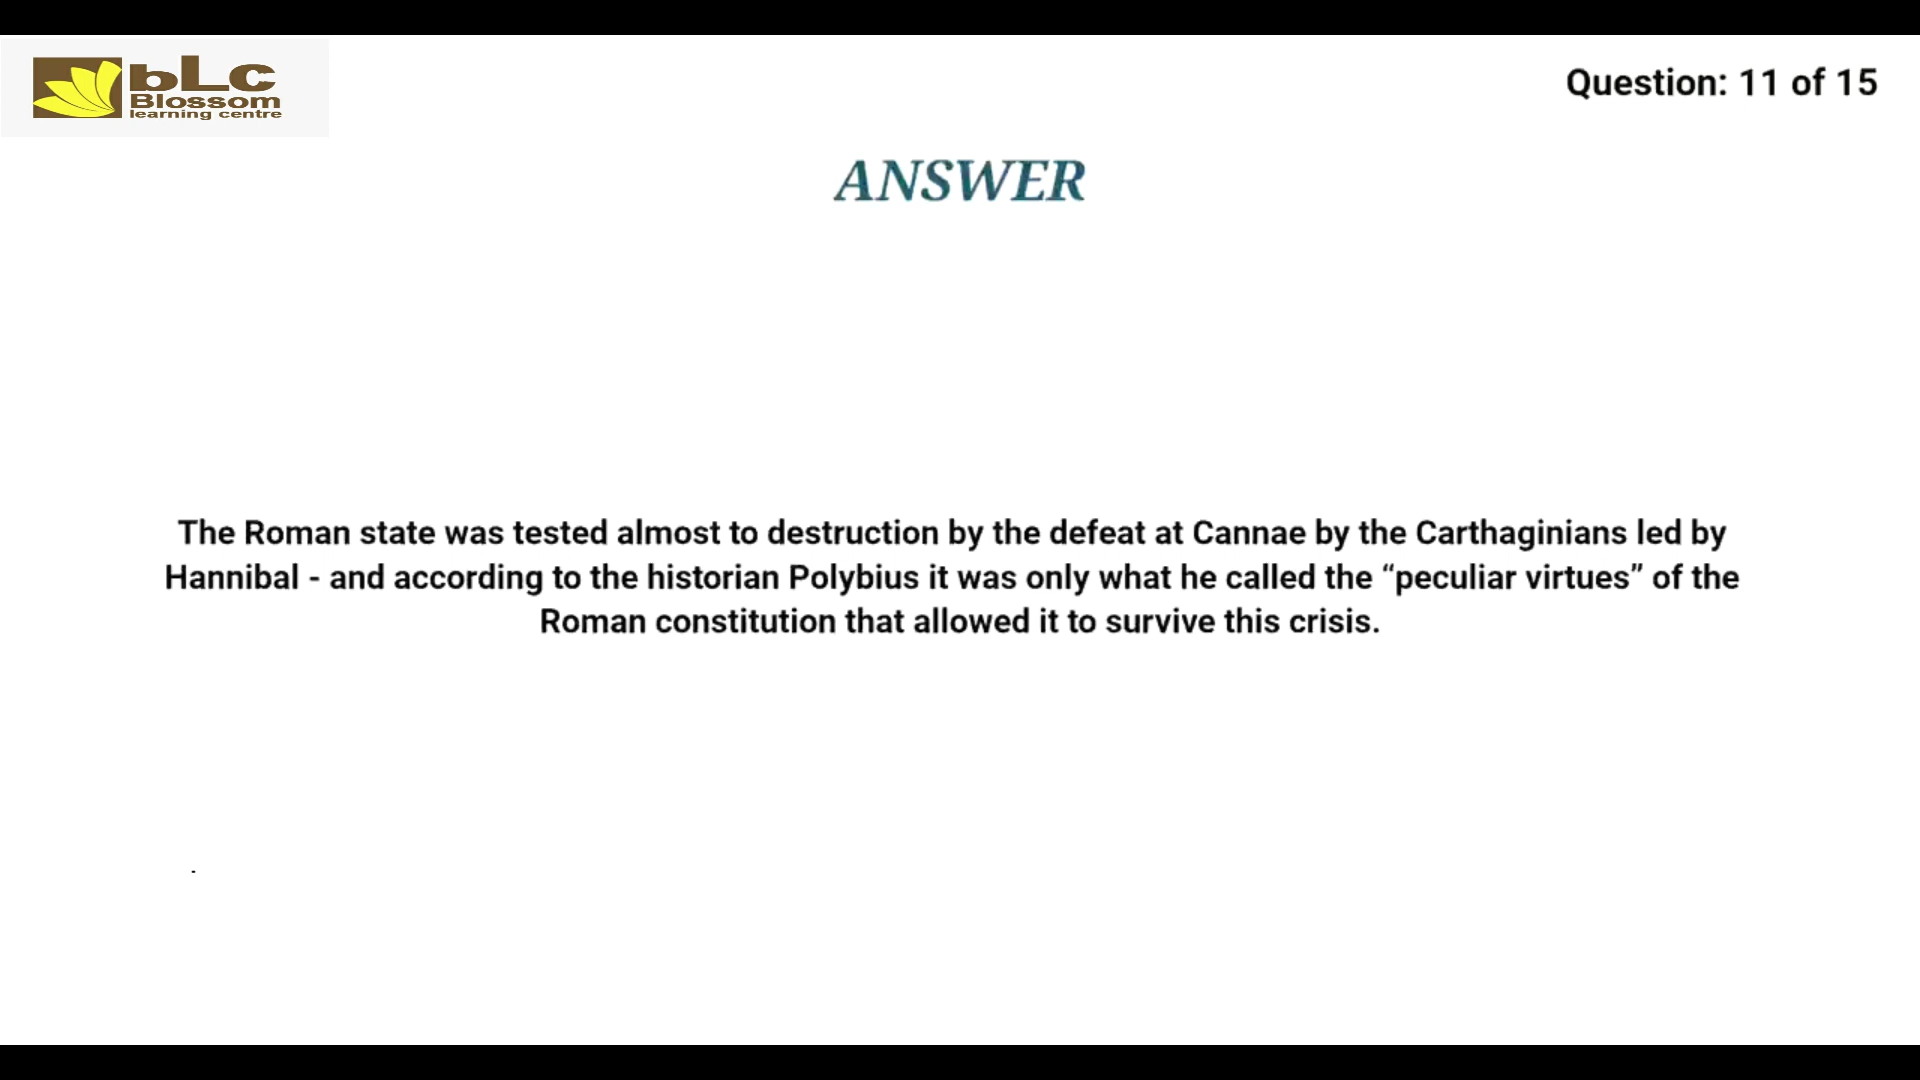 bLc
Blossom
learning centre
Question: 11 of 15
ANSWER
The Roman state was tested almost to destruction by the defeat at Cannae by the Carthaginians led by
Hannibal - and according to the historian Polybius it was only what he called the “peculiar virtues” of the
Roman constitution that allowed it to survive this crisis.
.